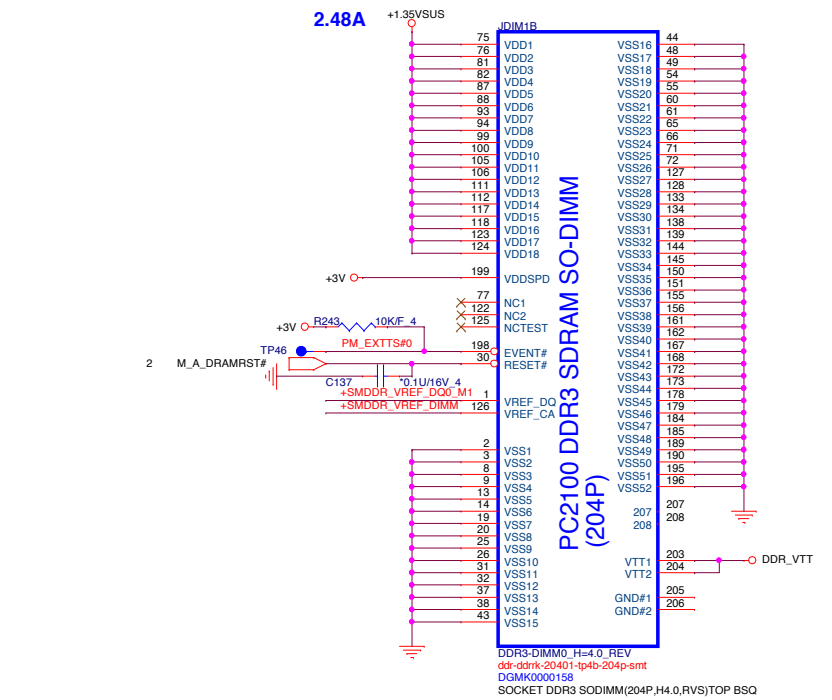 2.48A
+1.35VSUS
JDIM1B
75 VDD1
76 VDD2
81 VDD3
82 VDD4
87 VDD5
88 VDD6
93 VDD7
94 VDD8
99 VDD9
100 VDD10
105 VDD11
106 VDD12
111 VDD13
112 VDD14
117 VDD15
118 VDD16
123 VDD17
124 VDD18
+3V 199 VDDSPD
77 NC1
122 NC2
125 NCTEST
+3V R243 10K/F_4
TP46 PM_EXTTS#0 198 EVENT#
2 M_A_DRAMRST# 30 RESET#
C137 *0.1U/16V_4
+SMDDR_VREF_DQ0_M1 1 VREF_DQ
+SMDDR_VREF_DIMM 126 VREF_CA
2 VSS1
3 VSS2
8 VSS3
9 VSS4
13 VSS5
14 VSS6
19 VSS7
20 VSS8
25 VSS9
26 VSS10
31 VSS11
32 VSS12
37 VSS13
38 VSS14
43 VSS15
PC2100 DDR3 SDRAM SO-DIMM
(204P)
VSS16 44
VSS17 48
VSS18 49
VSS19 54
VSS20 55
VSS21 60
VSS22 61
VSS23 65
VSS24 66
VSS25 71
VSS26 72
VSS27 127
VSS28 128
VSS29 133
VSS30 134
VSS31 138
VSS32 139
VSS33 144
VSS34 145
VSS35 150
VSS36 151
VSS37 155
VSS38 156
VSS39 161
VSS40 162
VSS41 167
VSS42 168
VSS43 172
VSS44 173
VSS45 178
VSS46 179
VSS47 184
VSS48 185
VSS49 189
VSS50 190
VSS51 195
VSS52 196
207 207
208 208
VTT1 203 DDR_VTT
VTT2 204
GND#1 205
GND#2 206
DDR3-DIMM0_H=4.0_REV
ddr-ddrrk-20401-tp4b-204p-smt
DGMK0000158
SOCKET DDR3 SODIMM(204P,H4.0,RVS)TOP BSQ